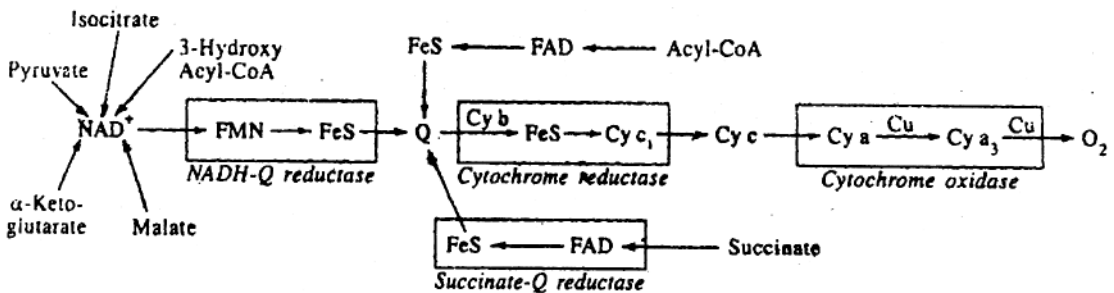 Isocitrate
3-Hydroxy
Acyl-CoA
Pyruvate
FeS FAD Acyl-CoA
NAD+ FMN FeS Q Cy b FeS Cy c1 Cy c Cy a Cu Cy a3 Cu O2
NADH-Q reductase Cytochrome reductase Cytochrome oxidase
α-Keto-
glutarate
Malate
FeS FAD Succinate
Succinate-Q reductase